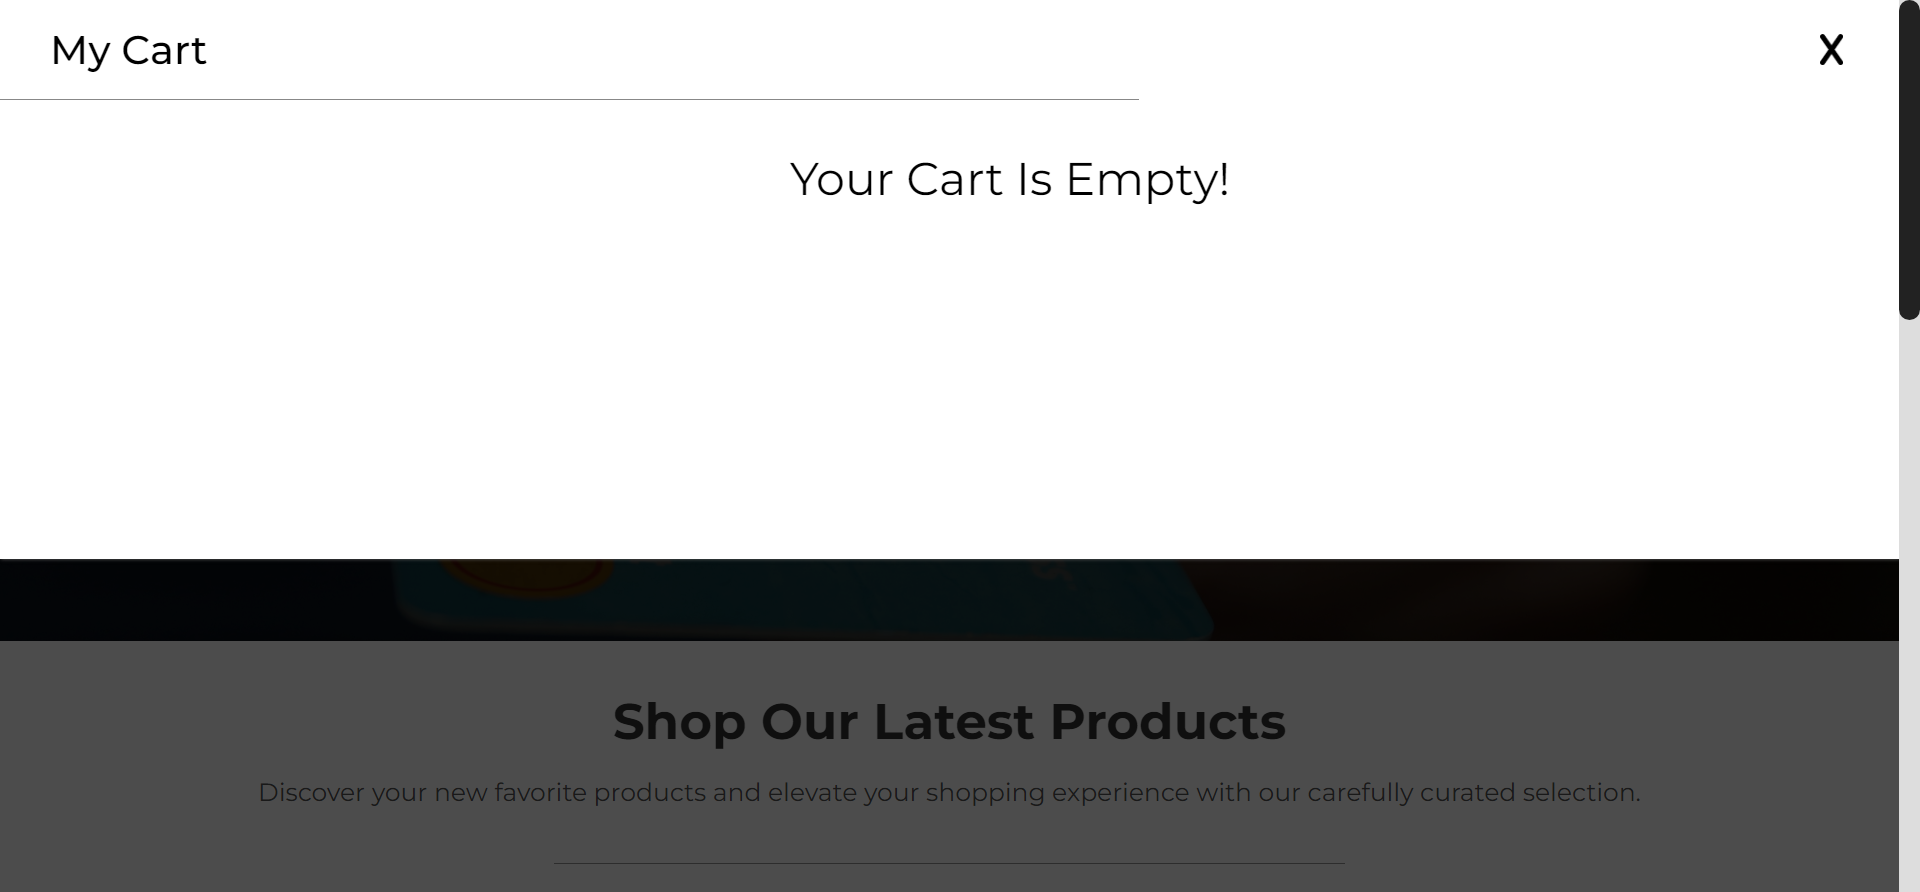 My Cart
X
Your Cart Is Empty!
Shop Our Latest Products
Discover your new favorite products and elevate your shopping experience with our carefully curated selection.